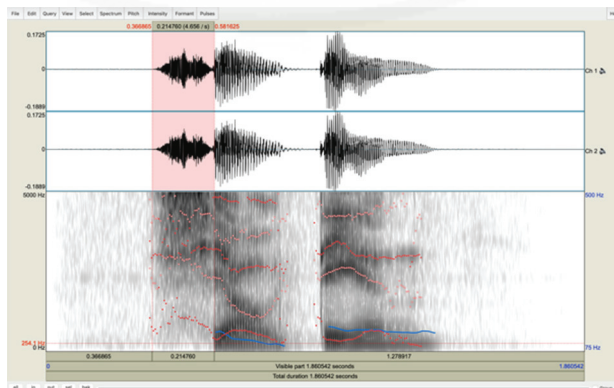 File Edit Query View Select Spectrum Pitch Intensity Formant Pulses
0.366865 0.214760 (4.656 / s) 0.581625
0.1725
0
Ch 1
-0.1989
0.1725
0
Ch 2
-0.1989
5000 Hz 500 Hz
254.1 Hz
0 Hz 75 Hz
0.366865 0.214760 1.278917
0 Visible part 1.860542 seconds 1.860542
Total duration 1.860542 seconds